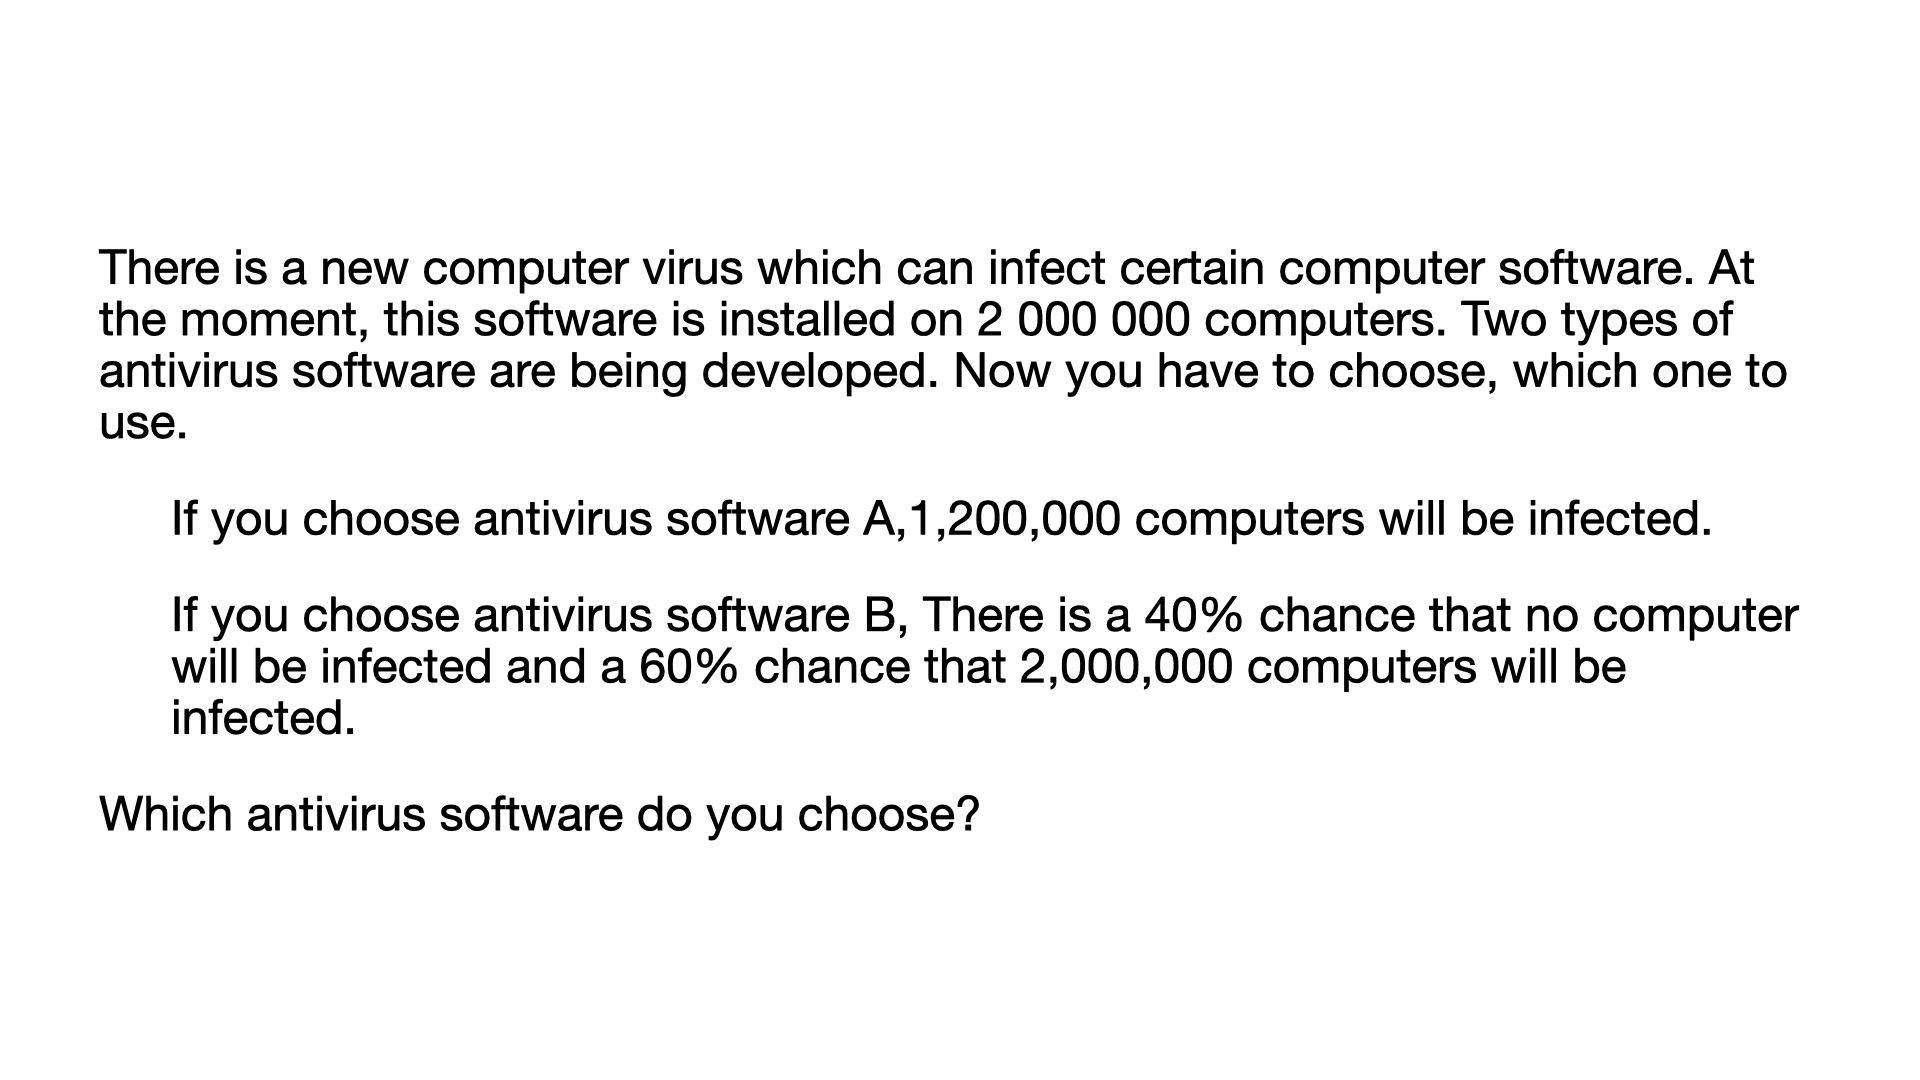 There is a new computer virus which can infect certain computer software. At
the moment, this software is installed on 2 000 000 computers. Two types of
antivirus software are being developed. Now you have to choose, which one to
use.
If you choose antivirus software A,1,200,000 computers will be infected.
If you choose antivirus software B, There is a 40% chance that no computer
will be infected and a 60% chance that 2,000,000 computers will be
infected.
Which antivirus software do you choose?